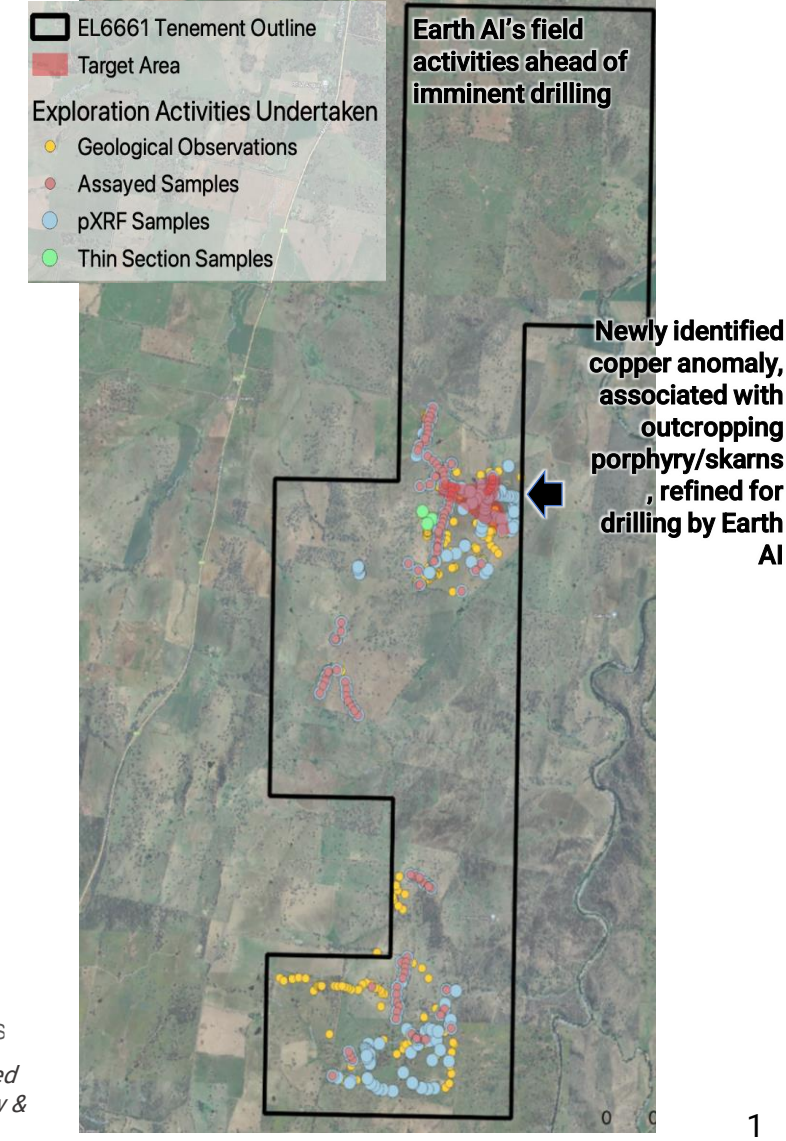 EL6661 Tenement Outline
Target Area
Exploration Activities Undertaken
Geological Observations
Assayed Samples
pXRF Samples
Thin Section Samples
Earth AI's field
activities ahead of
imminent drilling
Newly identified
copper anomaly,
associated with
outcropping
porphyry/skarns
, refined for
drilling by Earth
AI
s
ed
&
0
1